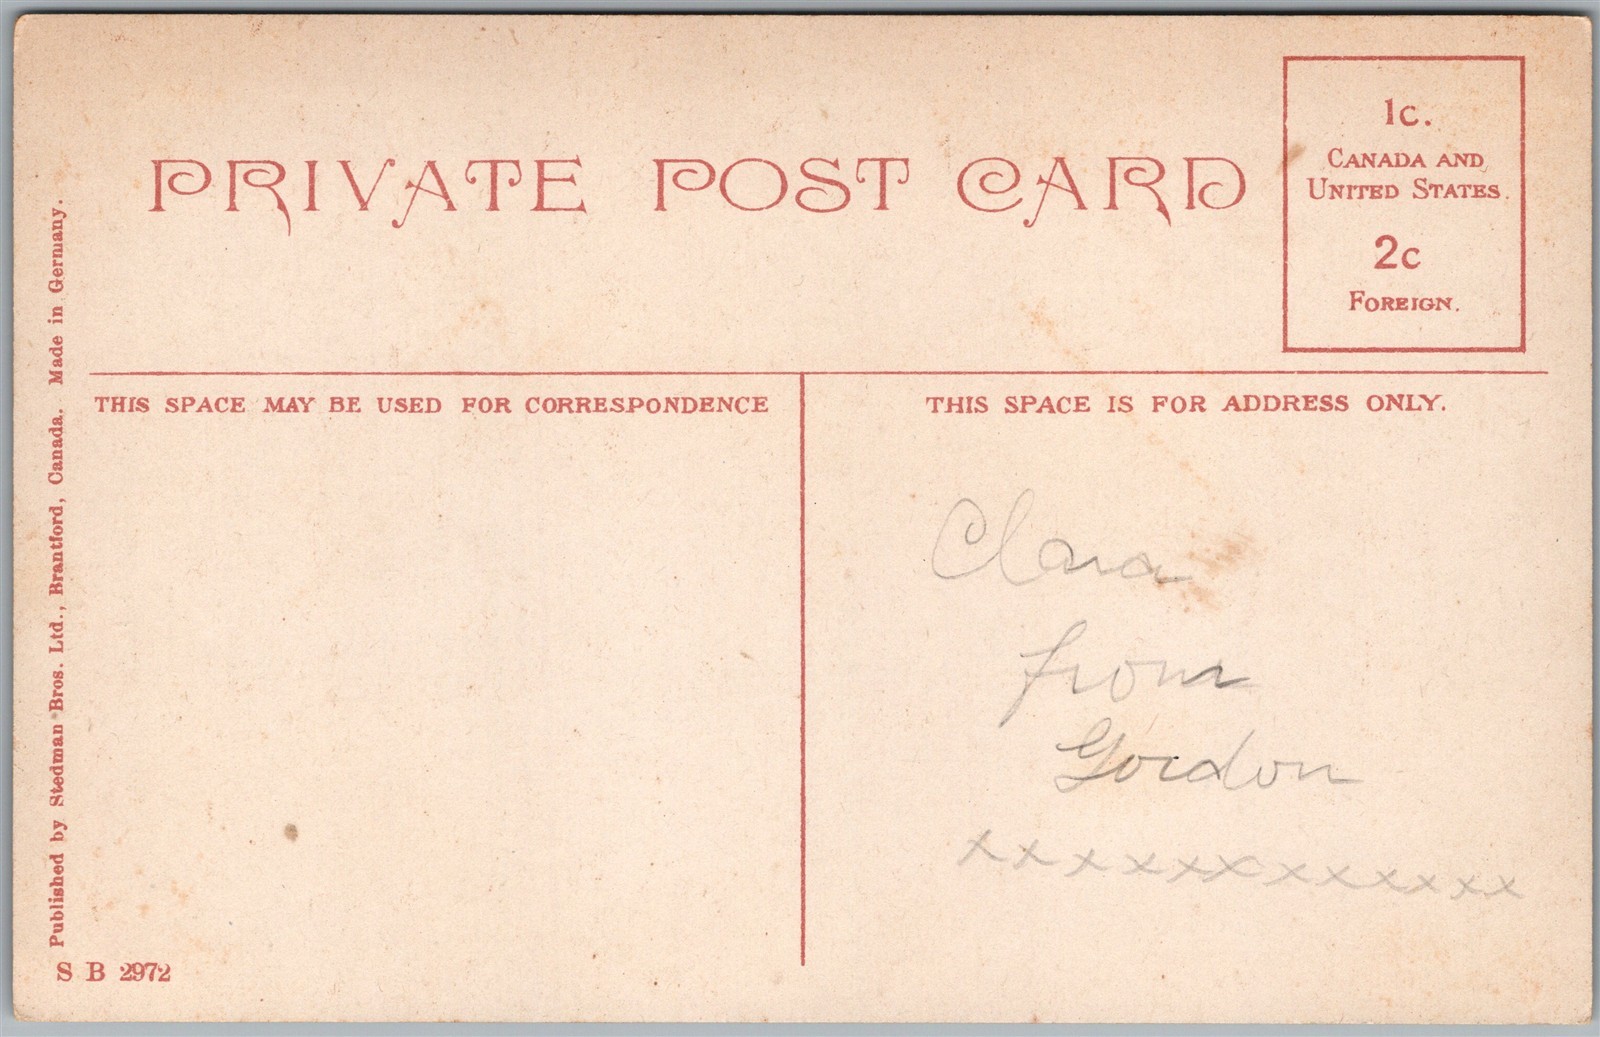 PRIVATE POST CARD
1c.
CANADA AND
UNITED STATES.
2c
FOREIGN.
THIS SPACE MAY BE USED FOR CORRESPONDENCE
THIS SPACE IS FOR ADDRESS ONLY.
Clara
from
Gordon
xxxxxxxxxxxxx
Published by Stedman Bros. Ltd., Brantford, Canada. Made in Germany.
S B 2972